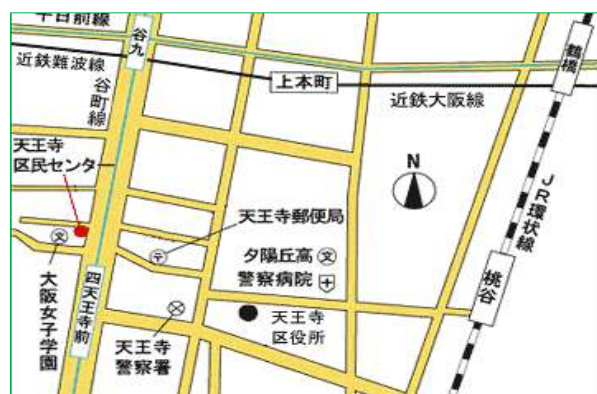 千日前線
谷九
近鉄難波線
谷町線
上本町
鶴橋
近鉄大阪線
天王寺
区民センタ
N
JR環状線
天王寺郵便局
文
〒
夕陽丘高
文
警察病院
桃谷
大阪女子学園
四天王寺前
天王寺
警察署
天王寺
区役所